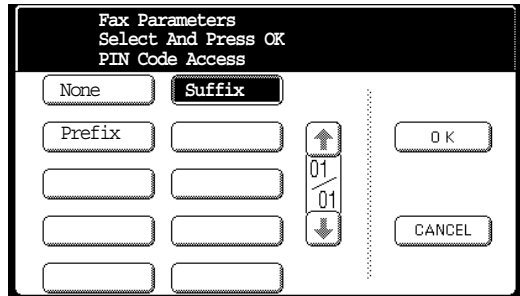 Fax Parameters
Select And Press OK
PIN Code Access
None
Suffix
Prefix
01
01
OK
CANCEL